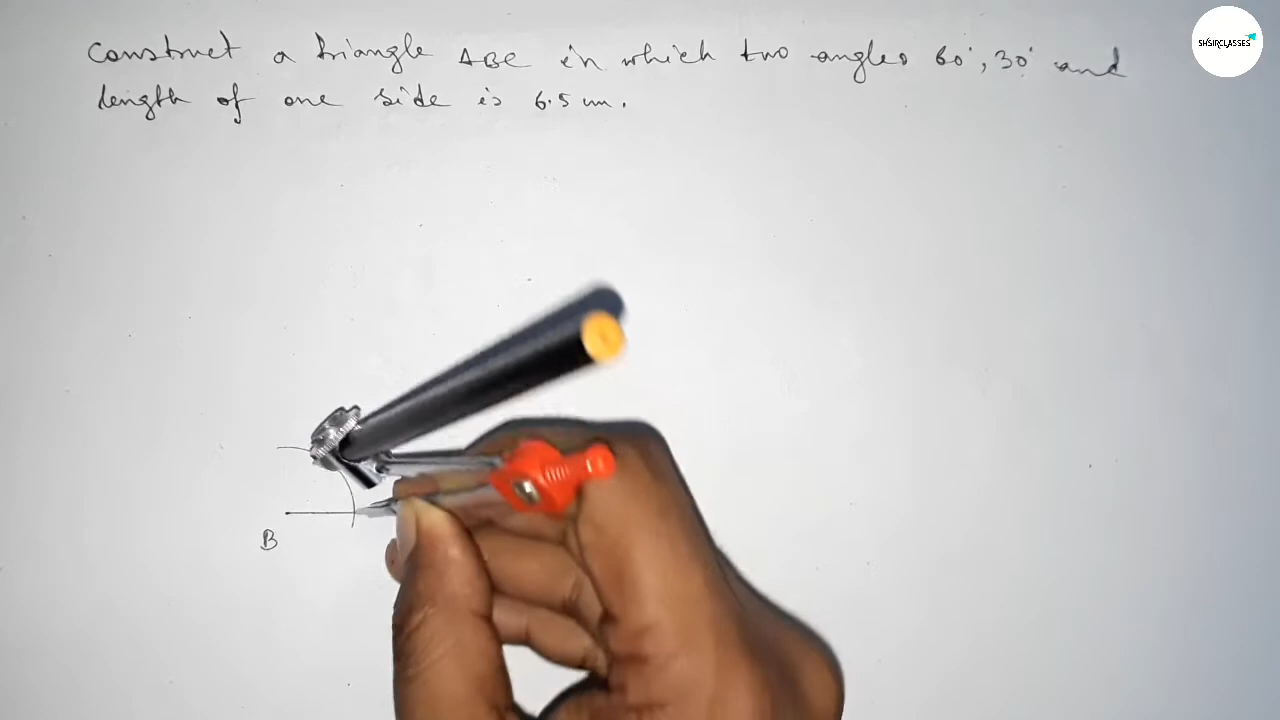 construct a triangle ABC in which two angles 60°, 30° and
length of one side is 6.5 cm.
SHSIRCLASSES
B